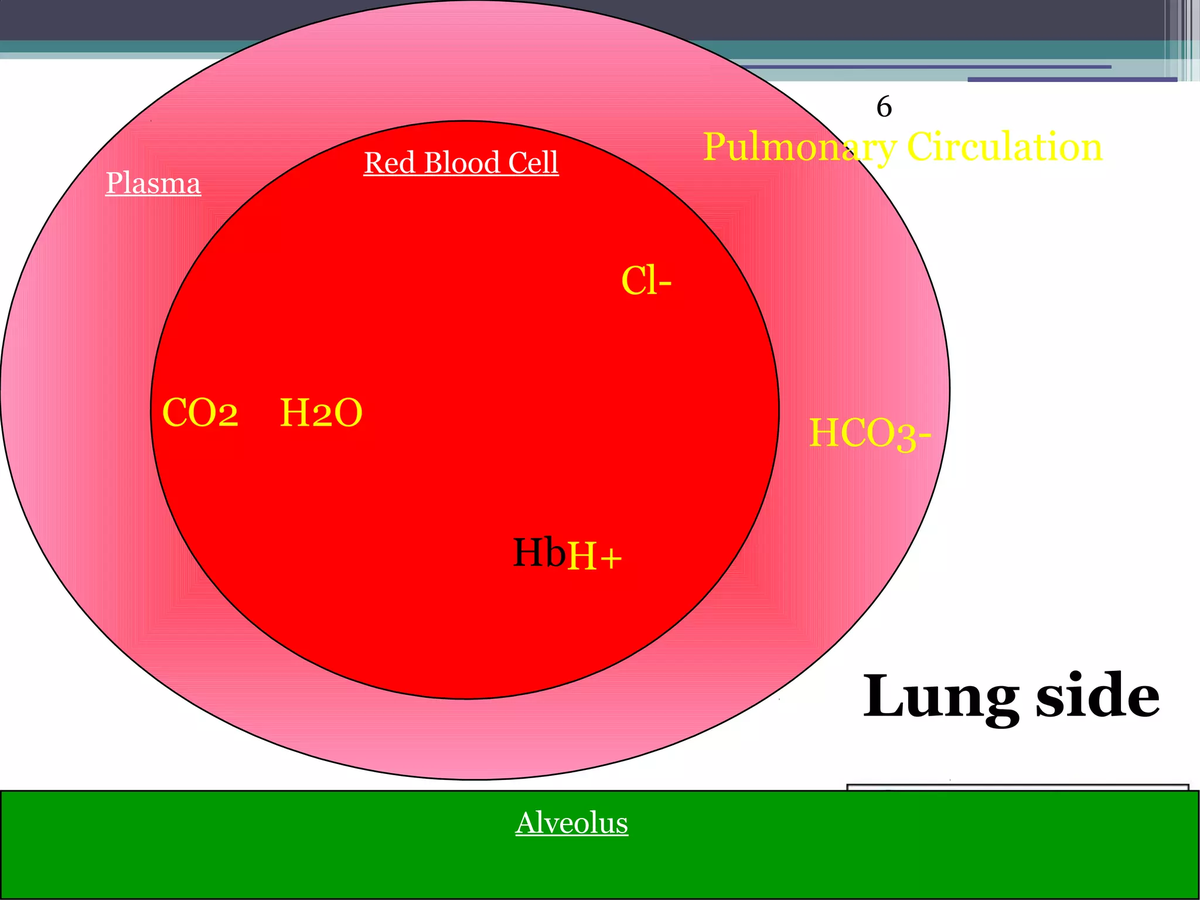 6
Pulmonary Circulation
Red Blood Cell
Plasma
Cl-
CO2 H2O
HCO3-
HbH+
Lung side
Alveolus